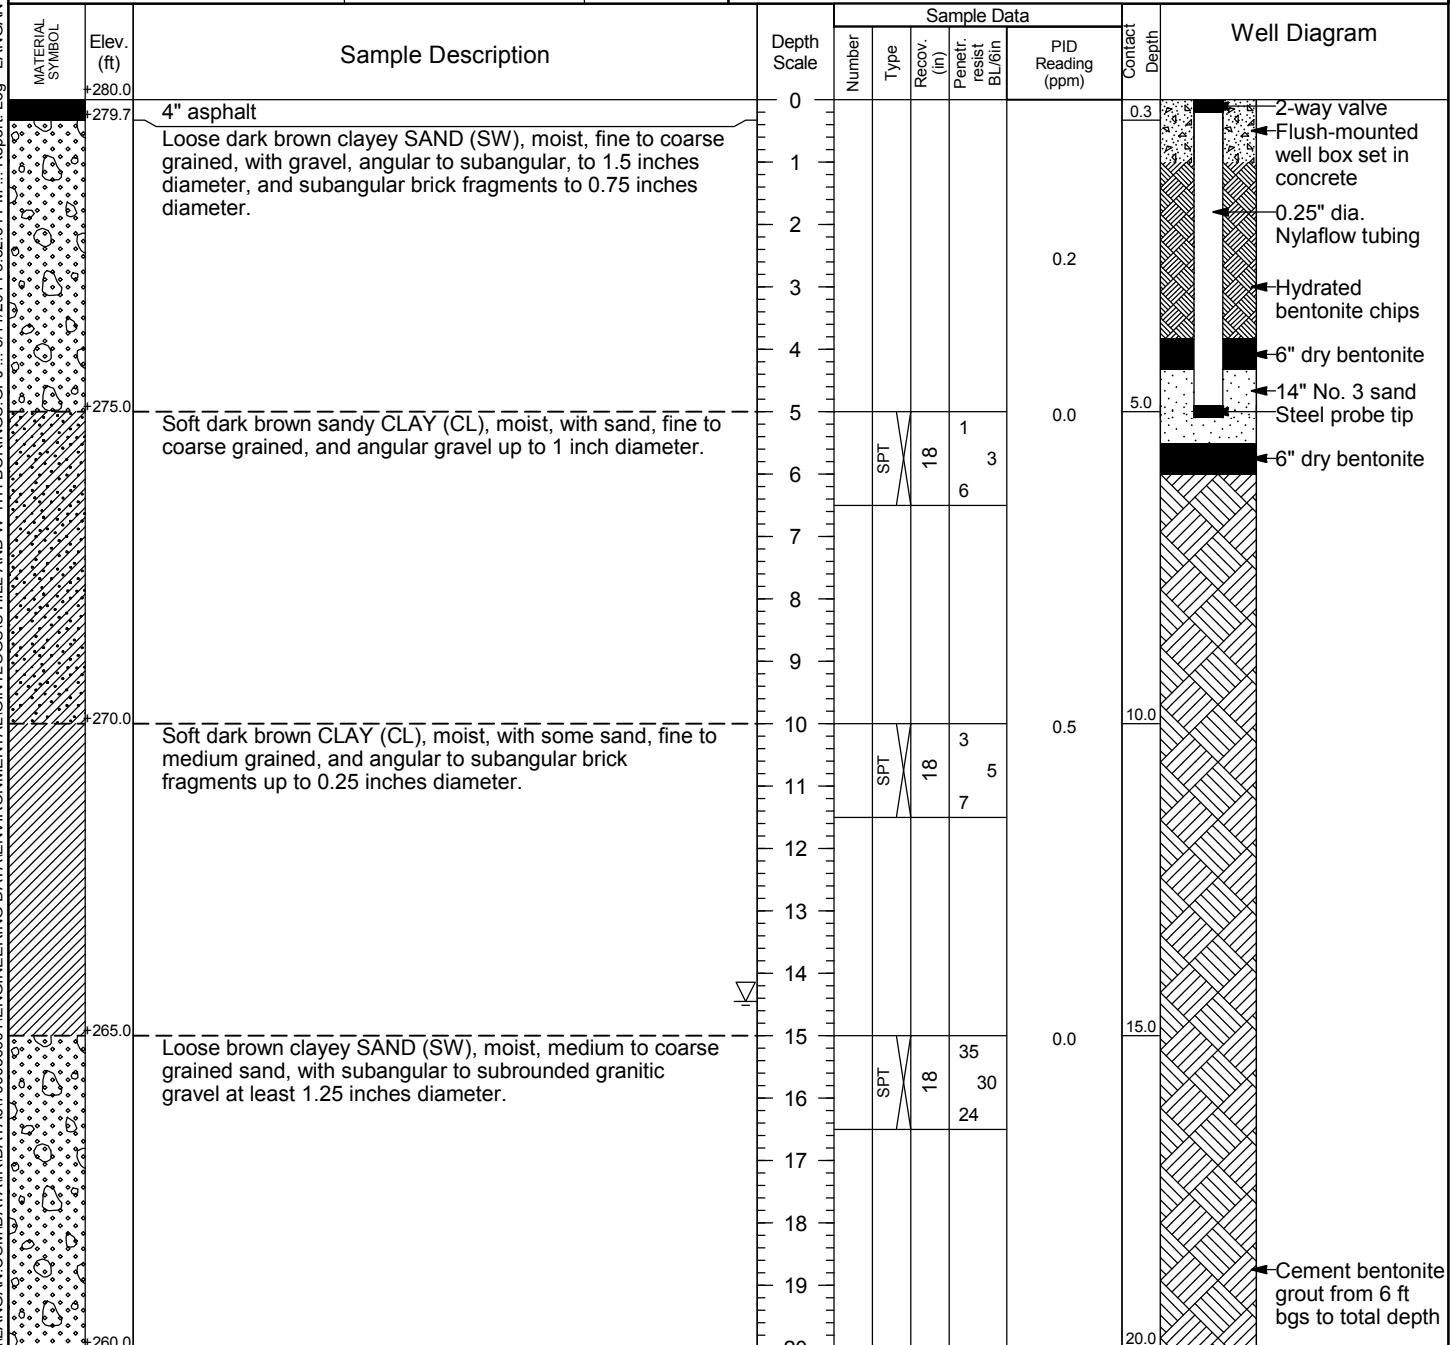 MATERIAL
SYMBOL
Elev.
(ft)
Sample Description
Depth
Scale
Sample Data
Number
Type
Recov.
(in)
Penetr.
resist
BL/6in
PID
Reading
(ppm)
Contact
Depth
Well Diagram
+280.0
0
+279.7
4" asphalt
0.3
2-way valve
Loose dark brown clayey SAND (SW), moist, fine to coarse
grained, with gravel, angular to subangular, to 1.5 inches
diameter, and subangular brick fragments to 0.75 inches
diameter.
Flush-mounted
well box set in
concrete
1
0.25" dia.
Nylaflow tubing
2
0.2
3
Hydrated
bentonite chips
4
6" dry bentonite
14" No. 3 sand
+275.0
5
0.0
5.0
Steel probe tip
Soft dark brown sandy CLAY (CL), moist, with sand, fine to
coarse grained, and angular gravel up to 1 inch diameter.
SPT
18
1
3
6
6" dry bentonite
6
7
8
9
+270.0
10
0.5
10.0
Soft dark brown CLAY (CL), moist, with some sand, fine to
medium grained, and angular to subangular brick
fragments up to 0.25 inches diameter.
SPT
18
3
5
7
11
12
13
14
+265.0
15
0.0
15.0
Loose brown clayey SAND (SW), moist, medium to coarse
grained sand, with subangular to subrounded granitic
gravel at least 1.25 inches diameter.
SPT
18
35
30
24
16
17
18
19
Cement bentonite
grout from 6 ft
bgs to total depth
+260.0
20
20.0